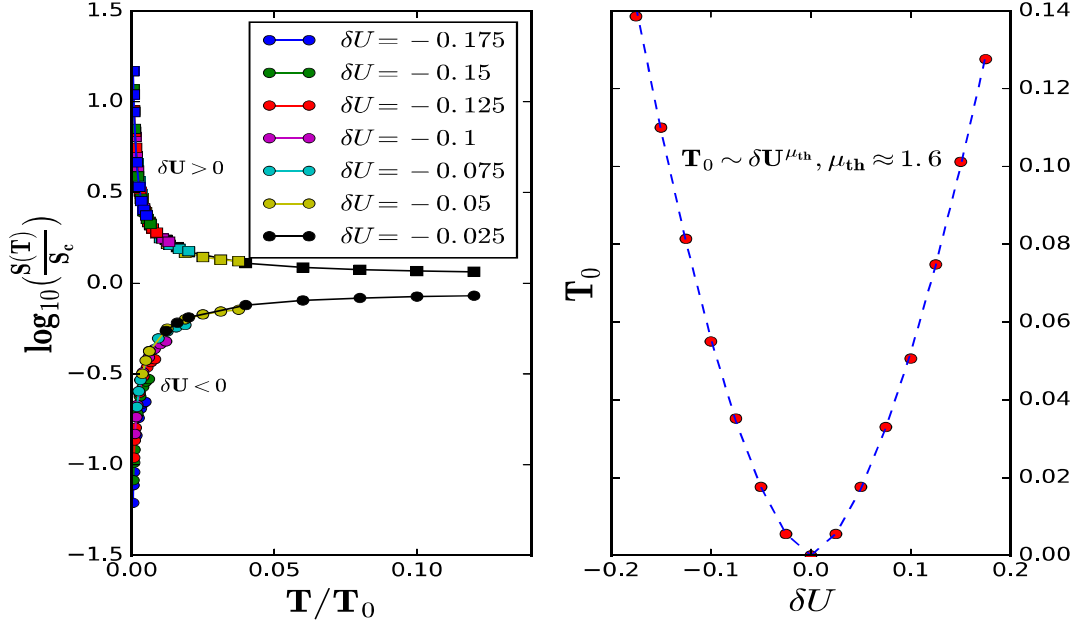 1.5
1.0
0.5
0.0
−0.5
−1.0
−1.5
log₁₀(S(T)/S_c)
δU > 0
δU < 0
δU = −0.175
δU = −0.15
δU = −0.125
δU = −0.1
δU = −0.075
δU = −0.05
δU = −0.025
0.00 0.05 0.10
T/T₀
T₀ ∼ δU^{μ_th}, μ_th ≈ 1.6
T₀
0.14
0.12
0.10
0.08
0.06
0.04
0.02
0.00
−0.2 −0.1 0.0 0.1 0.2
δU